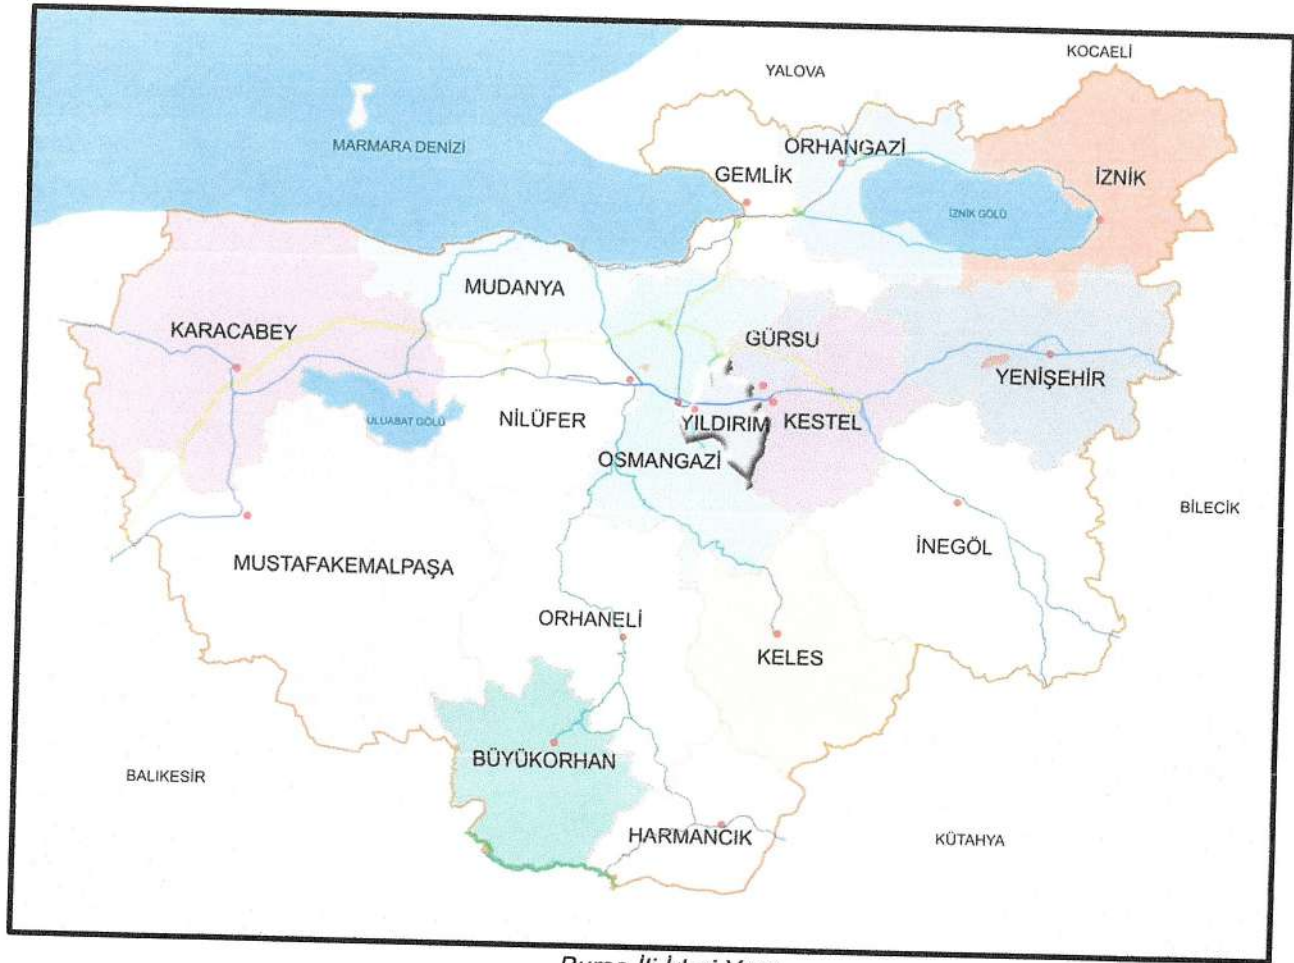 KOCAELİ
YALOVA
MARMARA DENİZİ
ORHANGAZİ
GEMLİK
İZNİK
İZNİK GÖLÜ
MUDANYA
KARACABEY
GÜRSU
YENİŞEHİR
ULUABAT GÖLÜ
NİLÜFER
YILDIRIM
KESTEL
OSMANGAZİ
BİLECİK
İNEGÖL
MUSTAFAKEMALPAŞA
ORHANELİ
KELES
BÜYÜKORHAN
BALIKESİR
HARMANCIK
KÜTAHYA